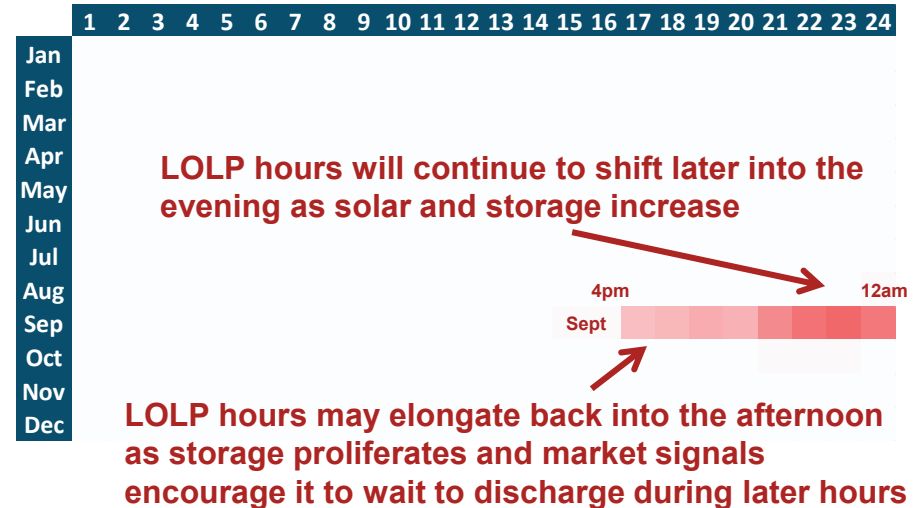 1 2 3 4 5 6 7 8 9 10 11 12 13 14 15 16 17 18 19 20 21 22 23 24
Jan
Feb
Mar
Apr
LOLP hours will continue to shift later into the
May
evening as solar and storage increase
Jun
Jul
Aug
4pm 12am
Sep
Sept
Oct
Nov
LOLP hours may elongate back into the afternoon
Dec
as storage proliferates and market signals
encourage it to wait to discharge during later hours